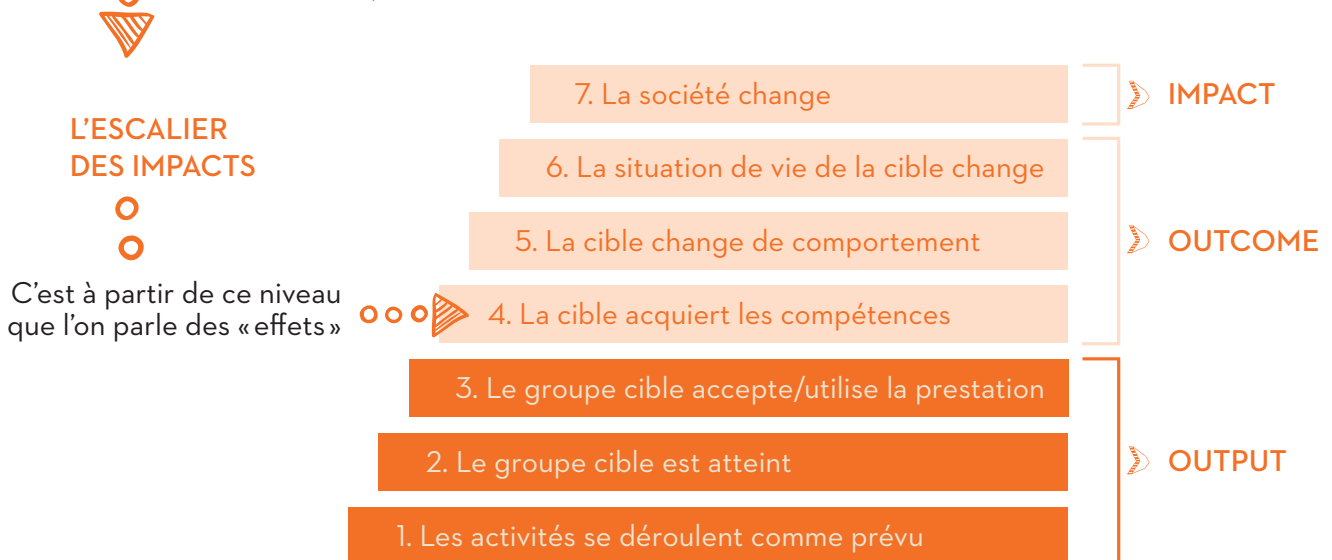 7. La société change
IMPACT
L'ESCALIER
DES IMPACTS
6. La situation de vie de la cible change
5. La cible change de comportement
OUTCOME
C'est à partir de ce niveau
que l'on parle des «effets»
4. La cible acquiert les compétences
3. Le groupe cible accepte/utilise la prestation
2. Le groupe cible est atteint
OUTPUT
1. Les activités se déroulent comme prévu